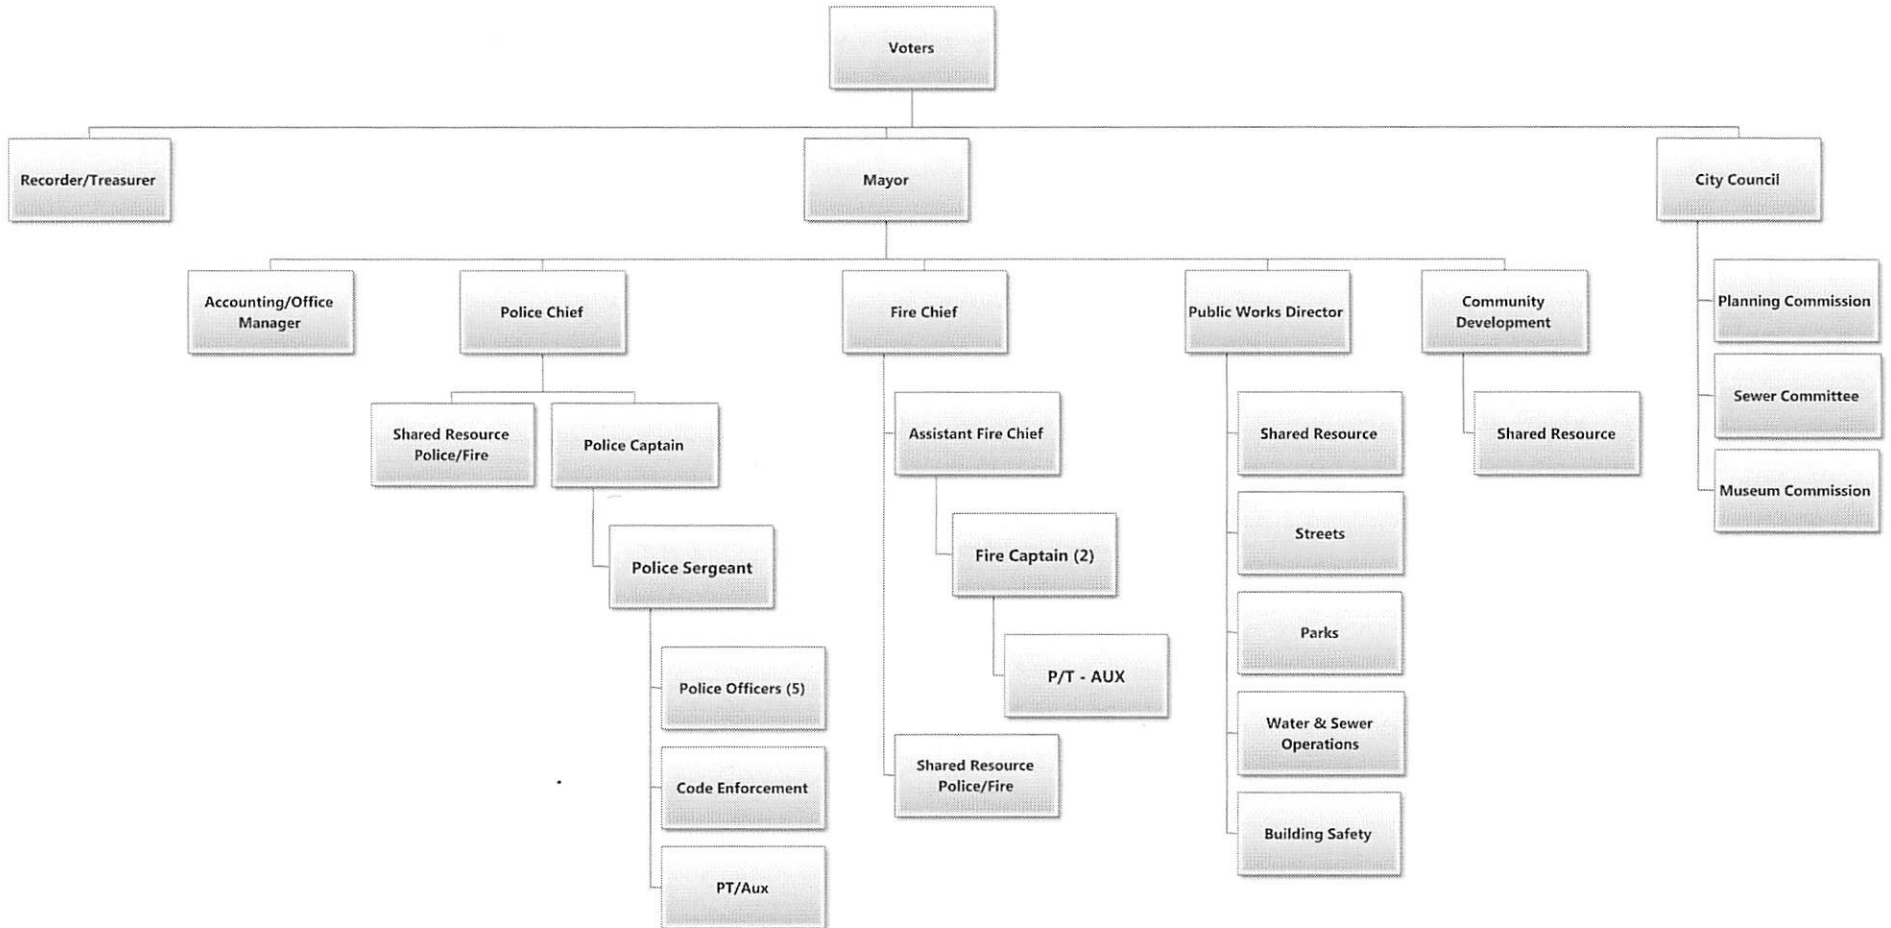 Voters
Recorder/Treasurer
Mayor
City Council
Accounting/Office
Manager
Police Chief
Fire Chief
Public Works Director
Community
Development
Planning Commission
Sewer Committee
Museum Commission
Shared Resource
Police/Fire
Police Captain
Police Sergeant
Police Officers (5)
Code Enforcement
PT/Aux
Assistant Fire Chief
Fire Captain (2)
P/T - AUX
Shared Resource
Police/Fire
Shared Resource
Streets
Parks
Water & Sewer
Operations
Building Safety
Shared Resource